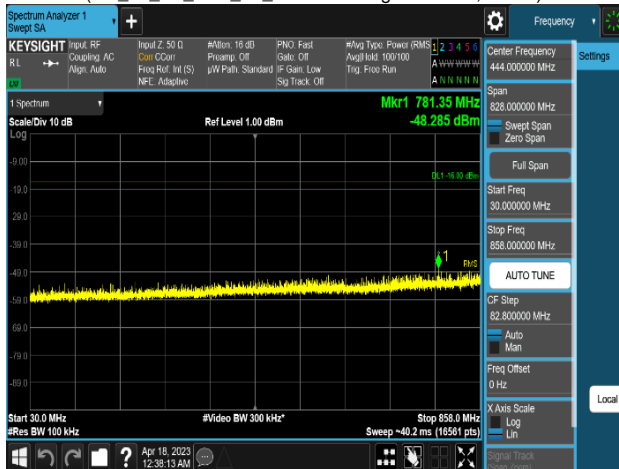 Spectrum Analyzer 1
Swept SA
+
Frequency
Settings
KEYSIGHT
RL
Input: RF
Coupling: AC
Align: Auto
Input Z: 50 Ω
Corr CCorr
Freq Ref: Int (S)
NFE: Adaptive
#Atten: 16 dB
Preamp: Off
µW Path: Standard
PNO: Fast
Gate: Off
IF Gain: Low
Sig Track: Off
#Avg Type: Power (RMS
Avg|Hold: 100/100
Trig: Free Run
1 2 3 4 5 6
A W W W W W
A N N N N N
1 Spectrum
Scale/Div 10 dB
Ref Level 1.00 dBm
Mkr1 781.35 MHz
-48.285 dBm
Log
-9.00
-19.0
-29.0
-39.0
-49.0
-59.0
-69.0
-79.0
-89.0
DL1 -16.00 dBm
1
RMS
Start 30.0 MHz
#Res BW 100 kHz
#Video BW 300 kHz*
Stop 858.0 MHz
Sweep ~40.2 ms (16561 pts)
Center Frequency
444.000000 MHz
Span
828.000000 MHz
Swept Span
Zero Span
Full Span
Start Freq
30.000000 MHz
Stop Freq
858.000000 MHz
AUTO TUNE
CF Step
82.800000 MHz
Auto
Man
Freq Offset
0 Hz
X Axis Scale
Log
Lin
Signal Track
Local
?
Apr 18, 2023
12:38:13 AM